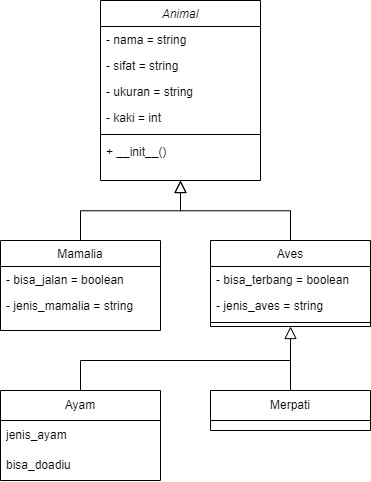 Animal
- nama = string
- sifat = string
- ukuran = string
- kaki = int
+ __init__()
Mamalia
- bisa_jalan = boolean
- jenis_mamalia = string
Aves
- bisa_terbang = boolean
- jenis_aves = string
Ayam
jenis_ayam
bisa_doadiu
Merpati